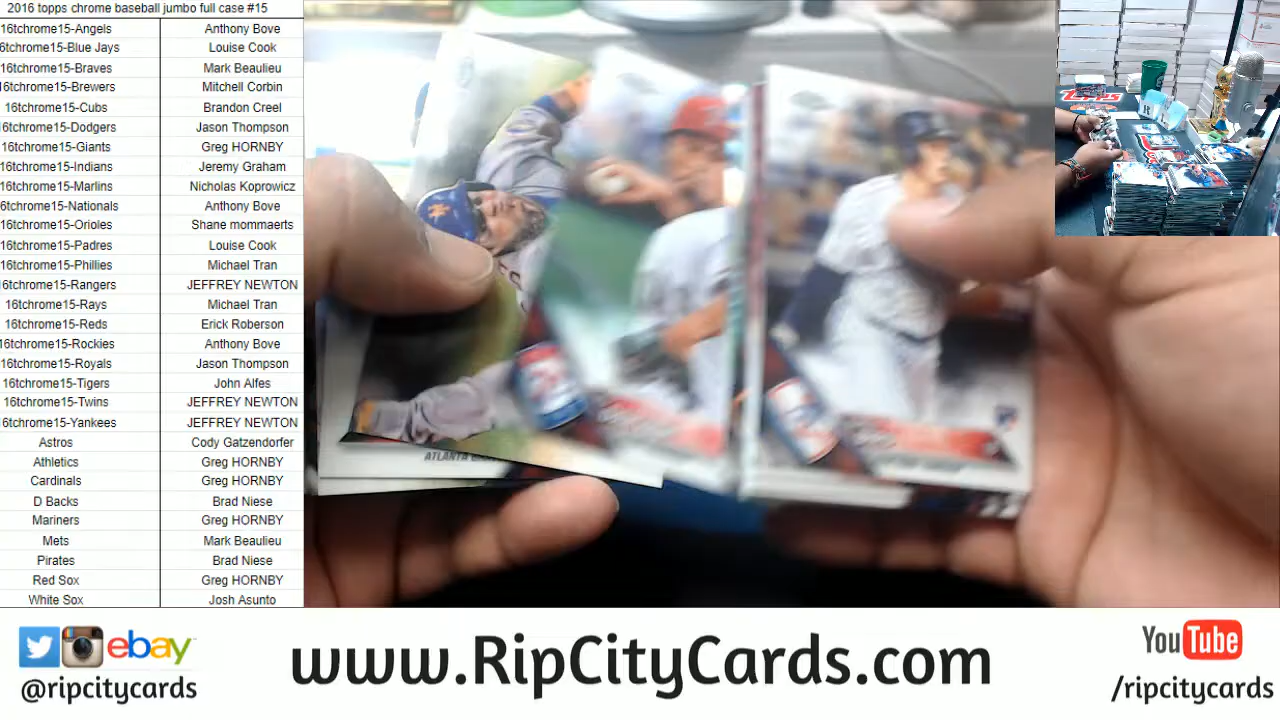 2016 topps chrome baseball jumbo full case #15
16tchrome15-Angels Anthony Bove
6tchrome15-Blue Jays Louise Cook
16tchrome15-Braves Mark Beaulieu
16tchrome15-Brewers Mitchell Corbin
16tchrome15-Cubs Brandon Creel
16tchrome15-Dodgers Jason Thompson
16tchrome15-Giants Greg HORNBY
16tchrome15-Indians Jeremy Graham
16tchrome15-Marlins Nicholas Koprowicz
16tchrome15-Nationals Anthony Bove
16tchrome15-Orioles Shane mommaerts
16tchrome15-Padres Louise Cook
16tchrome15-Phillies Michael Tran
16tchrome15-Rangers JEFFREY NEWTON
16tchrome15-Rays Michael Tran
16tchrome15-Reds Erick Roberson
16tchrome15-Rockies Anthony Bove
16tchrome15-Royals Jason Thompson
16tchrome15-Tigers John Alfes
16tchrome15-Twins JEFFREY NEWTON
16tchrome15-Yankees JEFFREY NEWTON
Astros Cody Gatzendorfer
Athletics Greg HORNBY
Cardinals Greg HORNBY
D Backs Brad Niese
Mariners Greg HORNBY
Mets Mark Beaulieu
Pirates Brad Niese
Red Sox Greg HORNBY
White Sox Josh Asunto
Topps
ATLANTA
ebay
@ripcitycards
www.RipCityCards.com
YouTube
/ripcitycards